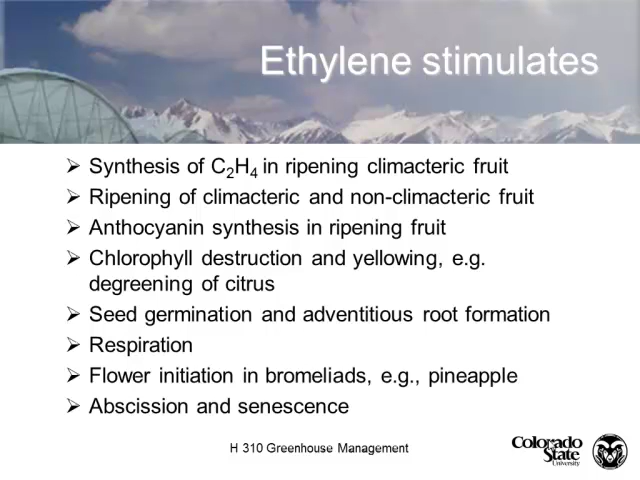 Ethylene stimulates
➢ Synthesis of C₂H₄ in ripening climacteric fruit
➢ Ripening of climacteric and non-climacteric fruit
➢ Anthocyanin synthesis in ripening fruit
➢ Chlorophyll destruction and yellowing, e.g.
degreening of citrus
➢ Seed germination and adventitious root formation
➢ Respiration
➢ Flower initiation in bromeliads, e.g., pineapple
➢ Abscission and senescence
H 310 Greenhouse Management
Colorado
State
University